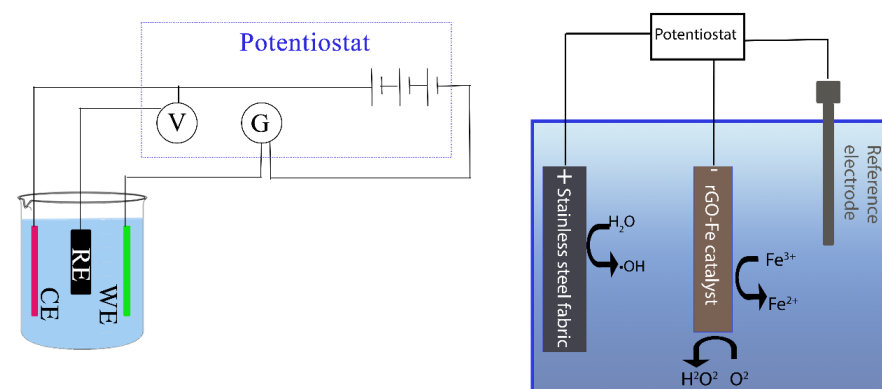 Potentiostat
V
G
RE
CE
WE
Potentiostat
Reference
electrode
+ Stainless steel fabric
- rGO-Fe catalyst
H₂O
•OH
Fe³⁺
Fe²⁺
H²O² O²